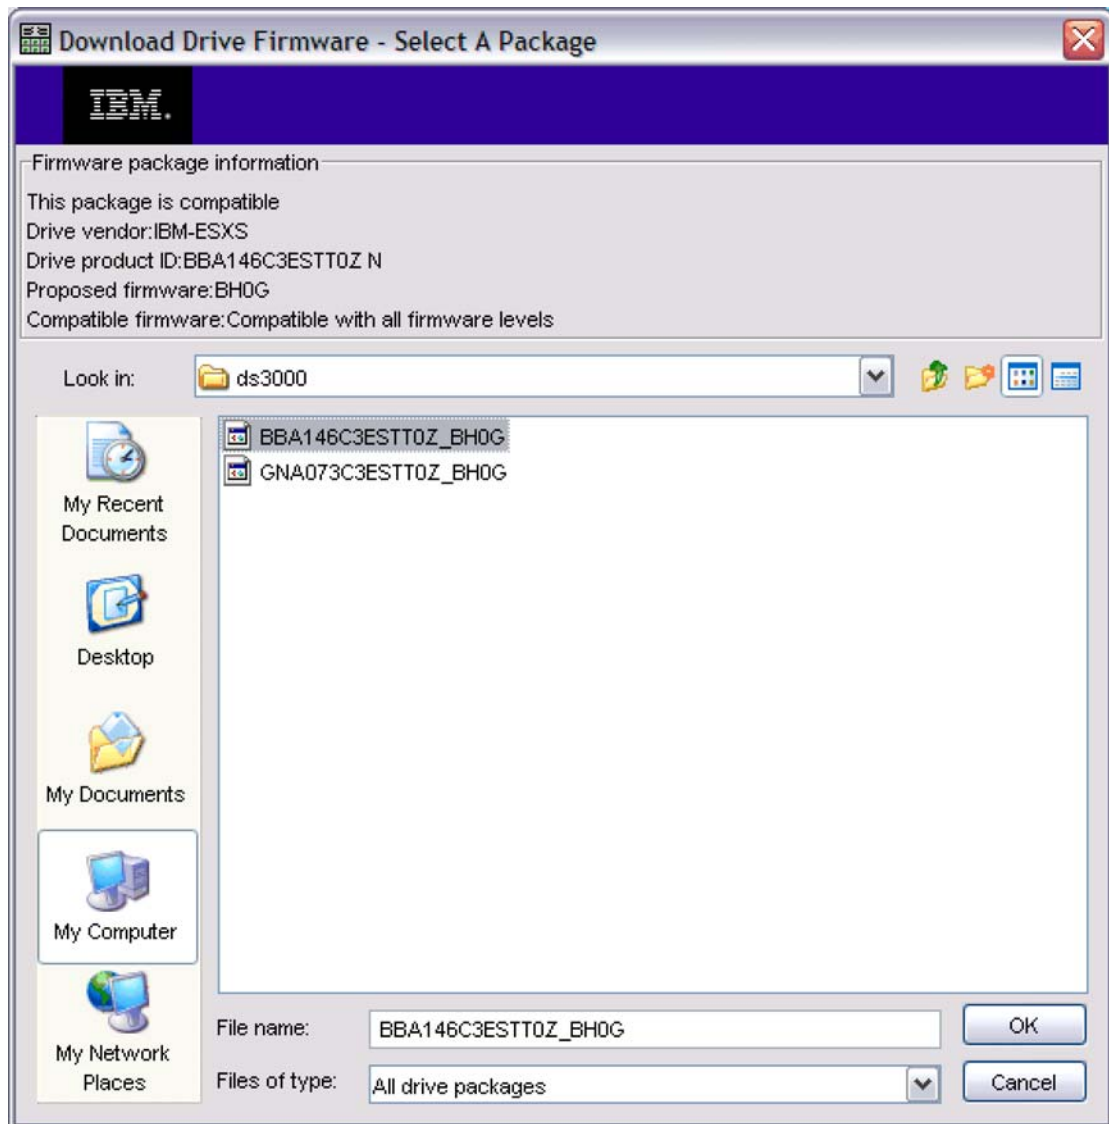 Download Drive Firmware - Select A Package
IBM.
Firmware package information
This package is compatible
Drive vendor:IBM-ESXS
Drive product ID:BBA146C3ESTT0Z N
Proposed firmware:BH0G
Compatible firmware:Compatible with all firmware levels
Look in:
ds3000
BBA146C3ESTT0Z_BH0G
GNA073C3ESTT0Z_BH0G
My Recent
Documents
Desktop
My Documents
My Computer
My Network
Places
File name:
BBA146C3ESTT0Z_BH0G
OK
Files of type:
All drive packages
Cancel